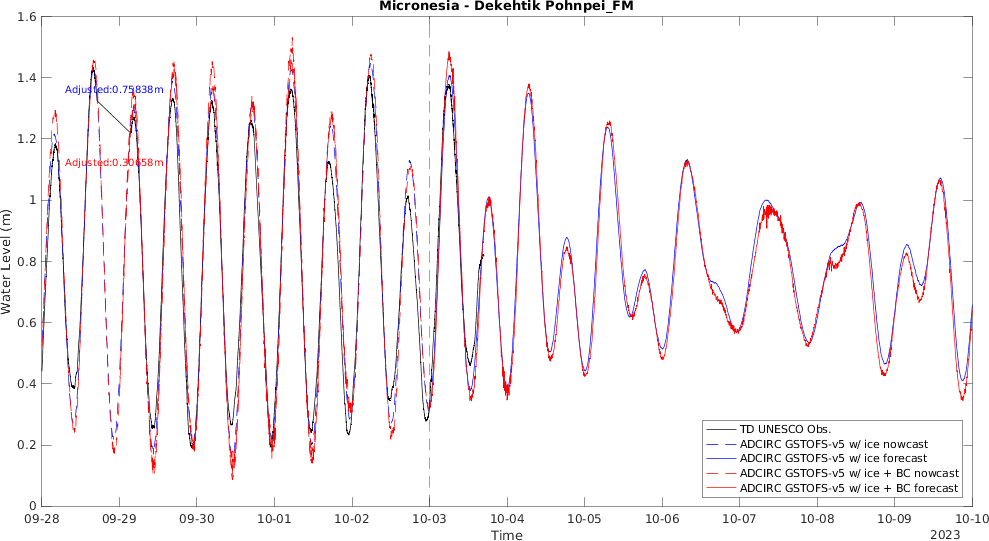 Micronesia - Dekehtik Pohnpei_FM
1.6
1.4
1.2
1
0.8
0.6
0.4
0.2
0
Water Level (m)
Adjusted:0.75838m
Adjusted:0.30658m
TD UNESCO Obs.
ADCIRC GSTOFS-v5 w/ ice nowcast
ADCIRC GSTOFS-v5 w/ ice forecast
ADCIRC GSTOFS-v5 w/ ice + BC nowcast
ADCIRC GSTOFS-v5 w/ ice + BC forecast
09-28 09-29 09-30 10-01 10-02 10-03 10-04 10-05 10-06 10-07 10-08 10-09 10-10
Time
2023